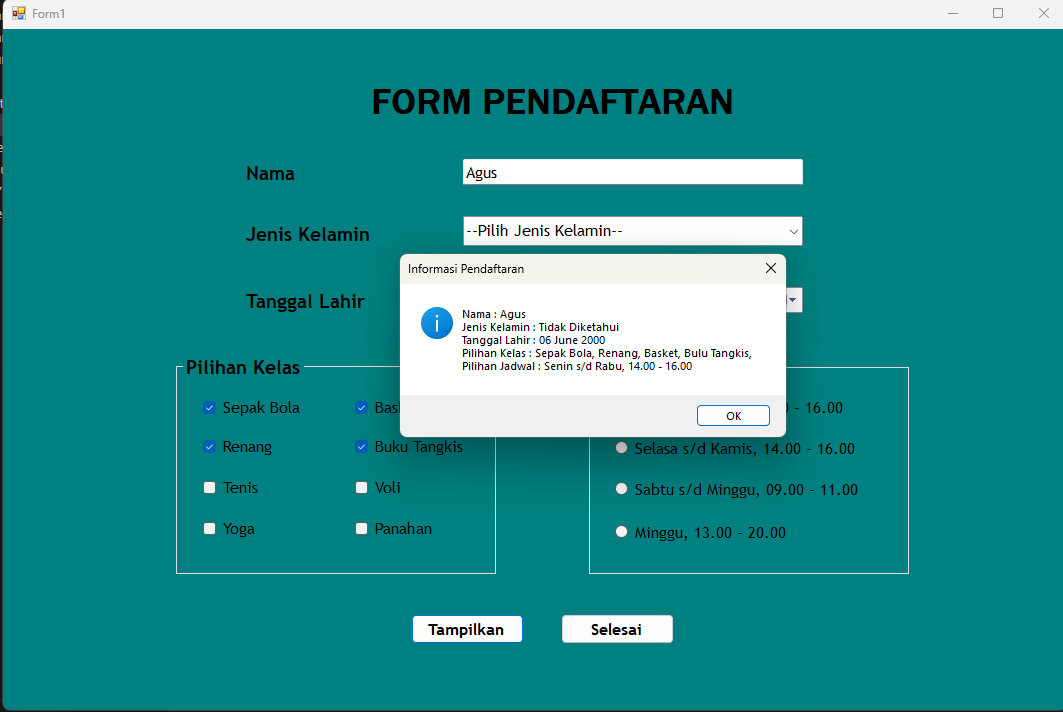 Form1
FORM PENDAFTARAN
Nama
Agus
Jenis Kelamin
--Pilih Jenis Kelamin--
Tanggal Lahir
Informasi Pendaftaran
Nama : Agus
Jenis Kelamin : Tidak Diketahui
Tanggal Lahir : 06 June 2000
Pilihan Kelas : Sepak Bola, Renang, Basket, Bulu Tangkis,
Pilihan Jadwal : Senin s/d Rabu, 14.00 - 16.00
OK
Pilihan Kelas
Sepak Bola
Bas
Renang
Buku Tangkis
Tenis
Voli
Yoga
Panahan
- 16.00
Selasa s/d Kamis, 14.00 - 16.00
Sabtu s/d Minggu, 09.00 - 11.00
Minggu, 13.00 - 20.00
Tampilkan
Selesai